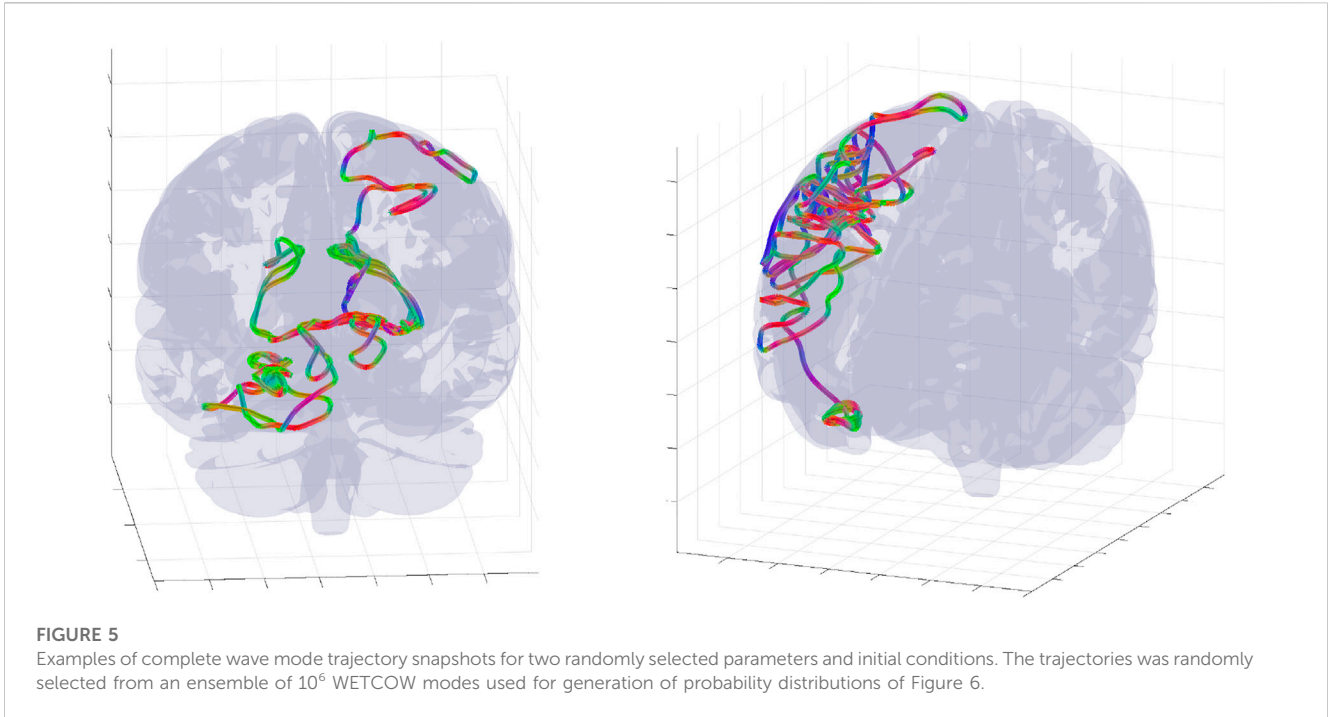 FIGURE 5
Examples of complete wave mode trajectory snapshots for two randomly selected parameters and initial conditions. The trajectories was randomly
selected from an ensemble of 10⁶ WETCOW modes used for generation of probability distributions of Figure 6.